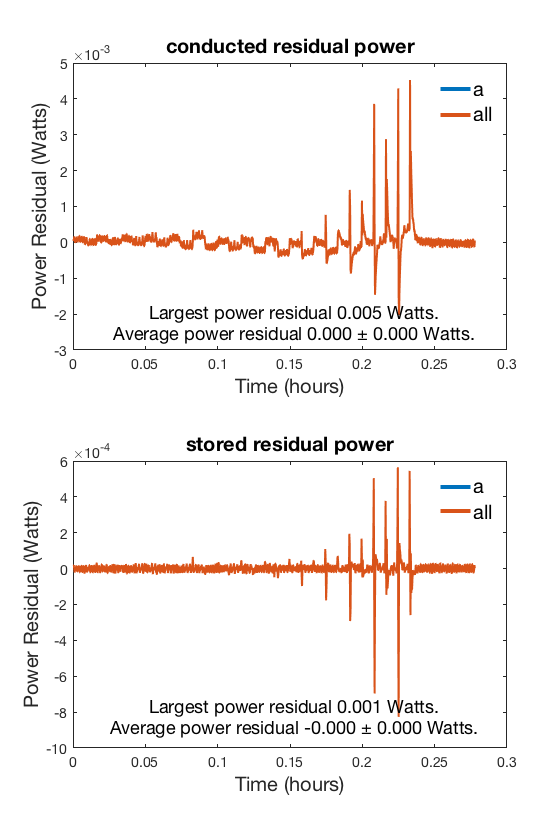 conducted residual power
×10-3
5
4
3
2
1
0
-1
-2
-3
Power Residual (Watts)
a
all
Largest power residual 0.005 Watts.
Average power residual 0.000 ± 0.000 Watts.
0 0.05 0.1 0.15 0.2 0.25 0.3
Time (hours)
stored residual power
×10-4
6
4
2
0
-2
-4
-6
-8
-10
Power Residual (Watts)
a
all
Largest power residual 0.001 Watts.
Average power residual -0.000 ± 0.000 Watts.
0 0.05 0.1 0.15 0.2 0.25 0.3
Time (hours)